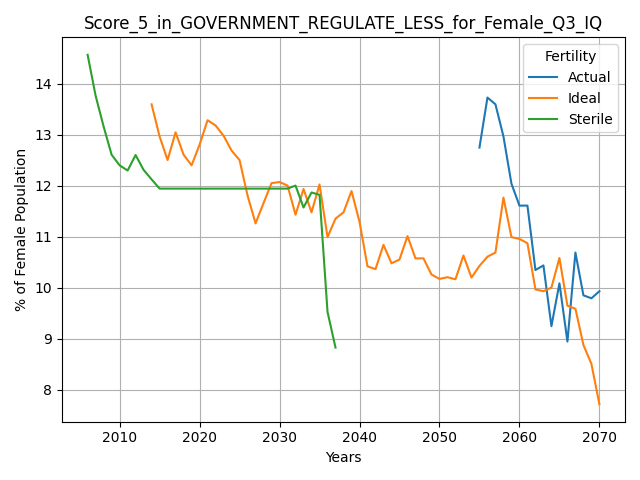 Score_5_in_GOVERNMENT_REGULATE_LESS_for_Female_Q3_IQ
Fertility
Actual
Ideal
Sterile
% of Female Population
14
13
12
11
10
9
8
2010 2020 2030 2040 2050 2060 2070
Years